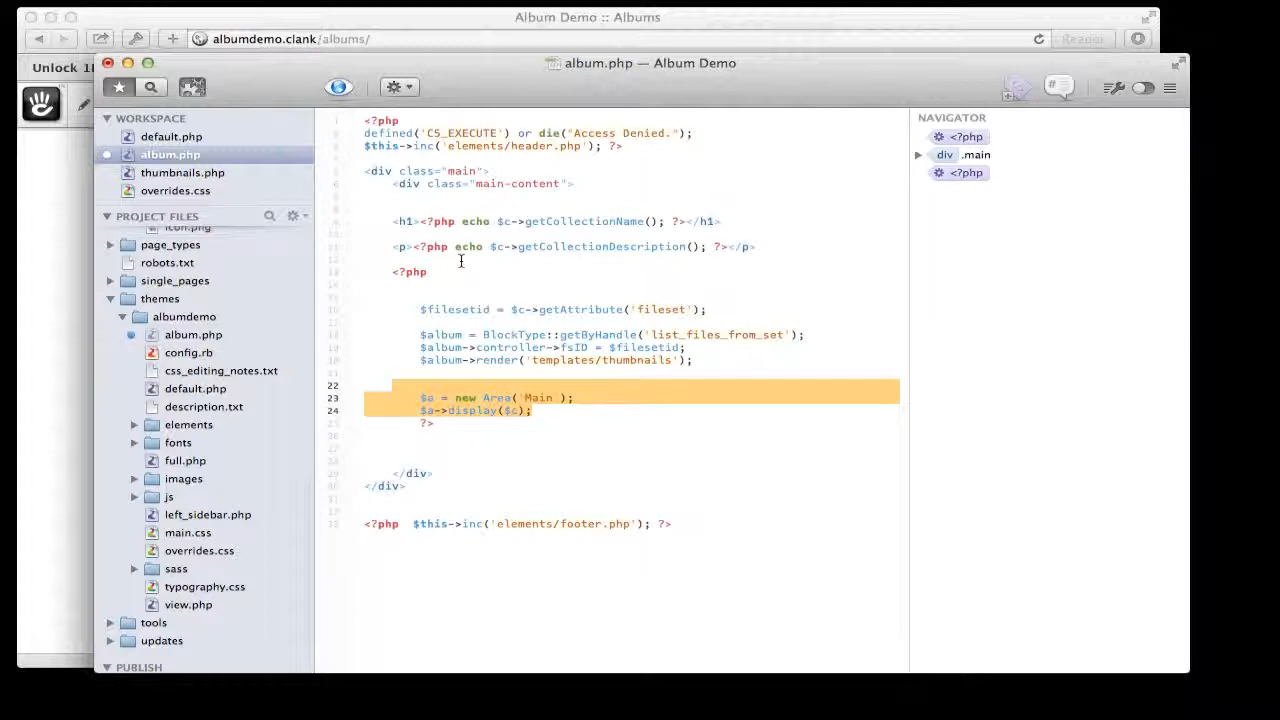 Album Demo :: Albums
albumdemo.clank/albums/
Reader
Unlock
album.php — Album Demo
WORKSPACE
default.php
album.php
thumbnails.php
overrides.css
PROJECT FILES
icon.png
page_types
robots.txt
single_pages
themes
albumdemo
album.php
config.rb
css_editing_notes.txt
default.php
description.txt
elements
fonts
full.php
images
js
left_sidebar.php
main.css
overrides.css
sass
typography.css
view.php
tools
updates
PUBLISH
<?php
defined('C5_EXECUTE') or die("Access Denied.");
$this->inc('elements/header.php'); ?>
<div class="main">
<div class="main-content">
<h1><?php echo $c->getCollectionName(); ?></h1>
<p><?php echo $c->getCollectionDescription(); ?></p>
<?php
$filesetid = $c->getAttribute('fileset');
$album = BlockType::getByHandle('list_files_from_set');
$album->controller->fsID = $filesetid;
$album->render('templates/thumbnails');
22
23 $a = new Area('Main');
24 $a->display($c);
?>
</div>
</div>
<?php $this->inc('elements/footer.php'); ?>
NAVIGATOR
<?php
div .main
<?php